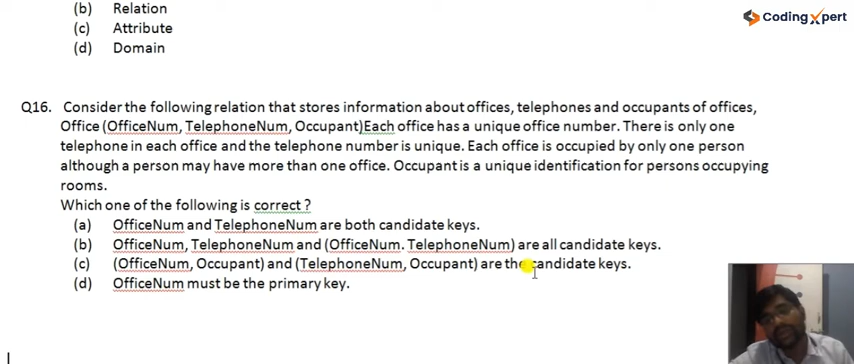 (b) Relation
Coding Xpert
(c) Attribute
(d) Domain
Q16. Consider the following relation that stores information about offices, telephones and occupants of offices,
Office (OfficeNum, TelephoneNum, Occupant)Each office has a unique office number. There is only one
telephone in each office and the telephone number is unique. Each office is occupied by only one person
although a person may have more than one office. Occupant is a unique identification for persons occupying
rooms.
Which one of the following is correct ?
(a) OfficeNum and TelephoneNum are both candidate keys.
(b) OfficeNum, TelephoneNum and (OfficeNum. TelephoneNum) are all candidate keys.
(c) (OfficeNum, Occupant) and (TelephoneNum, Occupant) are the candidate keys.
(d) OfficeNum must be the primary key.